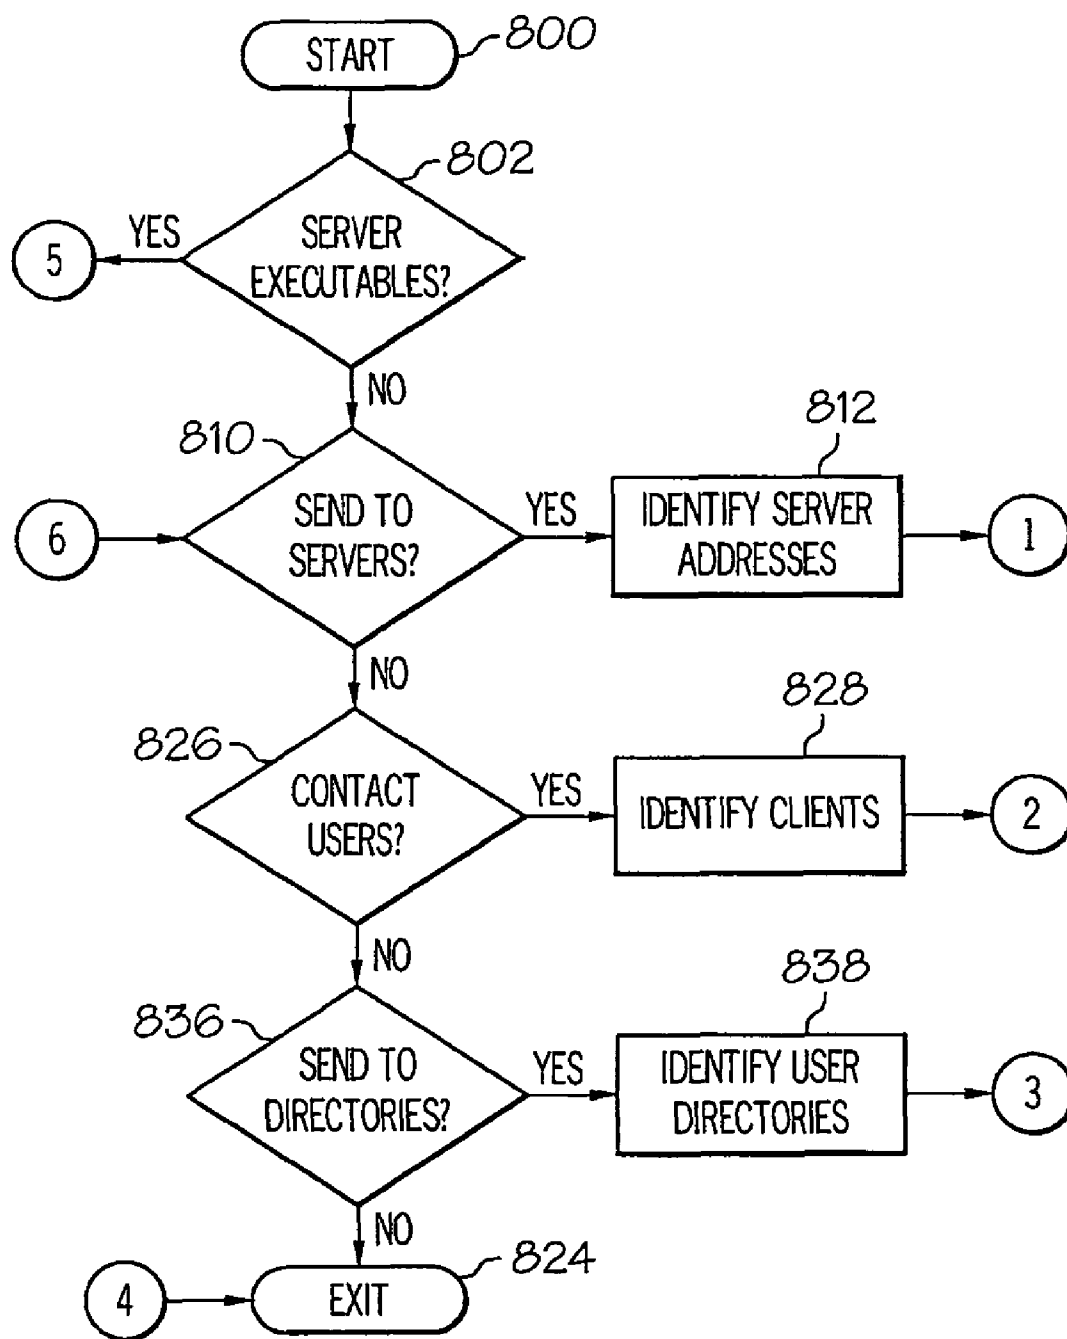 START
800
802
SERVER
EXECUTABLES?
YES
5
NO
810
812
6
SEND TO
SERVERS?
YES
IDENTIFY SERVER
ADDRESSES
1
NO
826
828
CONTACT
USERS?
YES
IDENTIFY CLIENTS
2
NO
836
838
SEND TO
DIRECTORIES?
YES
IDENTIFY USER
DIRECTORIES
3
NO
4
EXIT
824